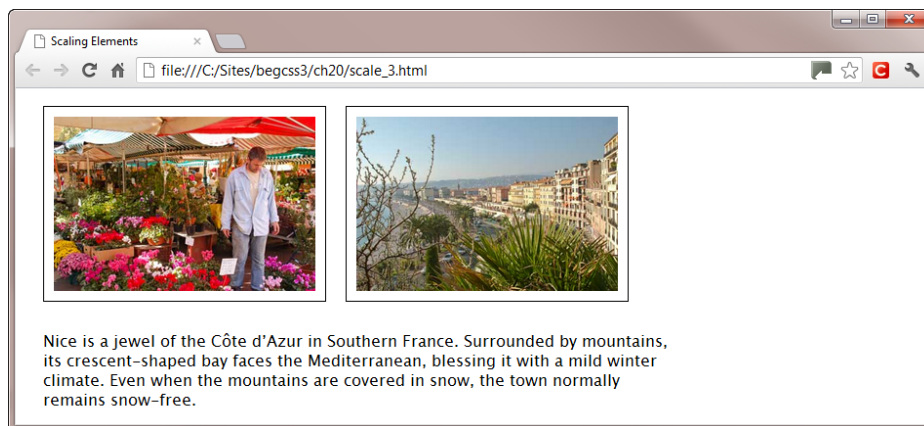 Scaling Elements
file:///C:/Sites/begcss3/ch20/scale_3.html
Nice is a jewel of the Côte d’Azur in Southern France. Surrounded by mountains,
its crescent-shaped bay faces the Mediterranean, blessing it with a mild winter
climate. Even when the mountains are covered in snow, the town normally
remains snow-free.